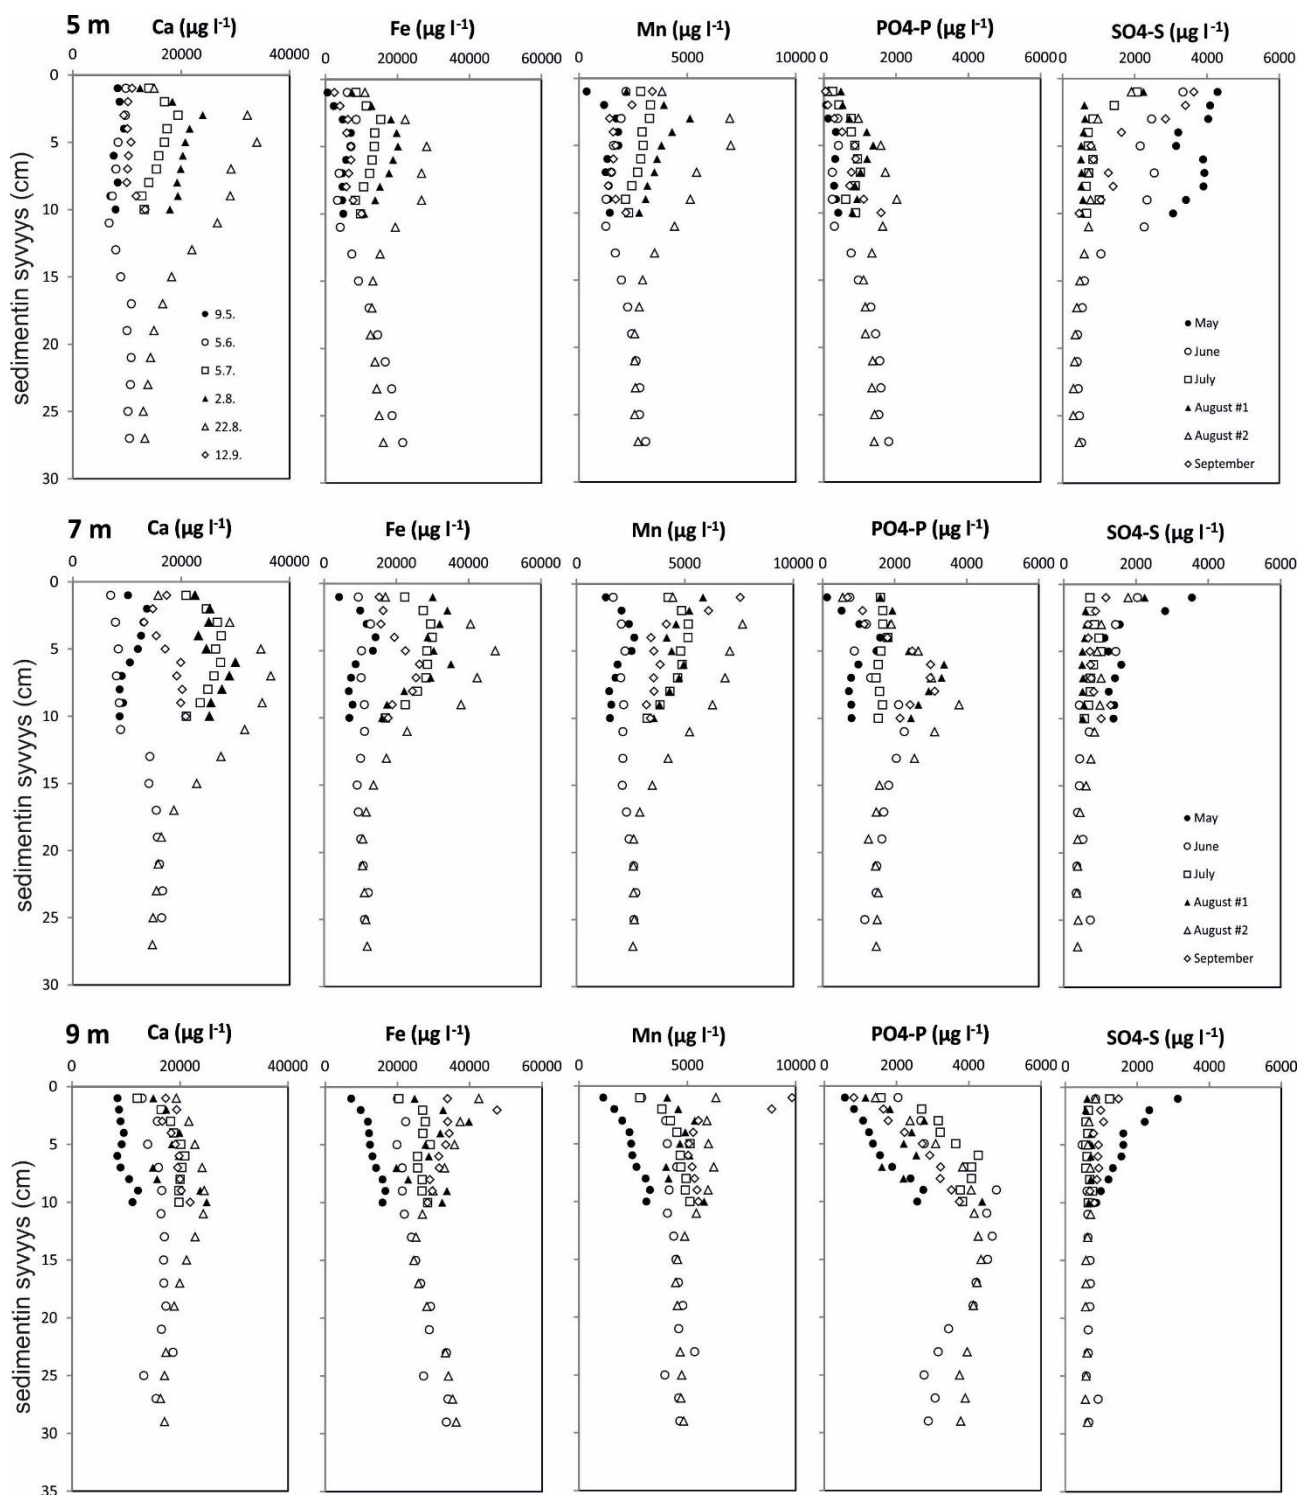 5 m Ca (µg l-1) Fe (µg l-1) Mn (µg l-1) PO4-P (µg l-1) SO4-S (µg l-1)
0 20000 40000 0 20000 40000 60000 0 5000 10000 0 2000 4000 6000 0 2000 4000 6000
0
5
10
15
20
25
30
sedimentin syvyys (cm)
9.5.
5.6.
5.7.
2.8.
22.8.
12.9.
May
June
July
August #1
August #2
September
7 m Ca (µg l-1) Fe (µg l-1) Mn (µg l-1) PO4-P (µg l-1) SO4-S (µg l-1)
0 20000 40000 0 20000 40000 60000 0 5000 10000 0 2000 4000 6000 0 2000 4000 6000
0
5
10
15
20
25
30
sedimentin syvyys (cm)
May
June
July
August #1
August #2
September
9 m Ca (µg l-1) Fe (µg l-1) Mn (µg l-1) PO4-P (µg l-1) SO4-S (µg l-1)
0 20000 40000 0 20000 40000 60000 0 5000 10000 0 2000 4000 6000 0 2000 4000 6000
0
5
10
15
20
25
30
35
sedimentin syvyys (cm)